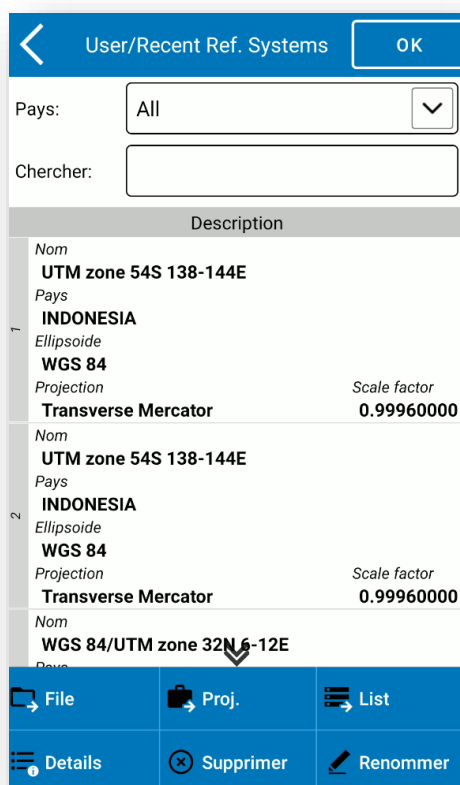 User/Recent Ref. Systems OK
Pays: All
Chercher:
Description
1
Nom
UTM zone 54S 138-144E
Pays
INDONESIA
Ellipsoide
WGS 84
Projection Scale factor
Transverse Mercator 0.99960000
2
Nom
UTM zone 54S 138-144E
Pays
INDONESIA
Ellipsoide
WGS 84
Projection Scale factor
Transverse Mercator 0.99960000
Nom
WGS 84/UTM zone 32N 6-12E
Pays
File Proj. List
Details Supprimer Renommer